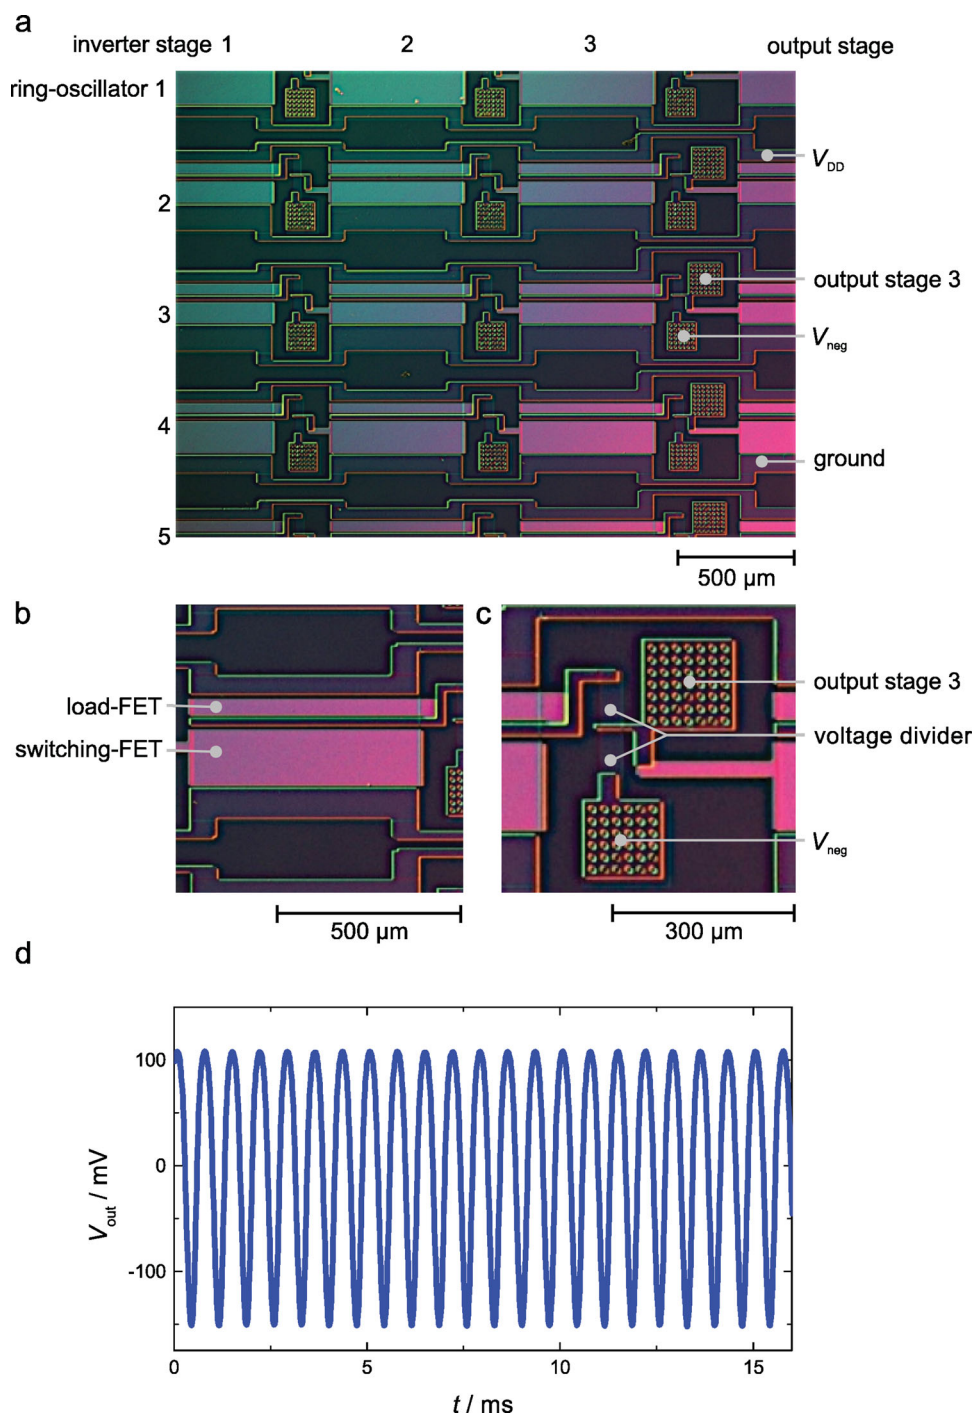 a
inverter stage 1 2 3 output stage
ring-oscillator 1
V_DD
2
output stage 3
3
V_neg
4
ground
5
500 µm
b
load-FET
switching-FET
500 µm
c
output stage 3
voltage divider
V_neg
300 µm
d
100
0
-100
V_out / mV
0 5 10 15
t / ms